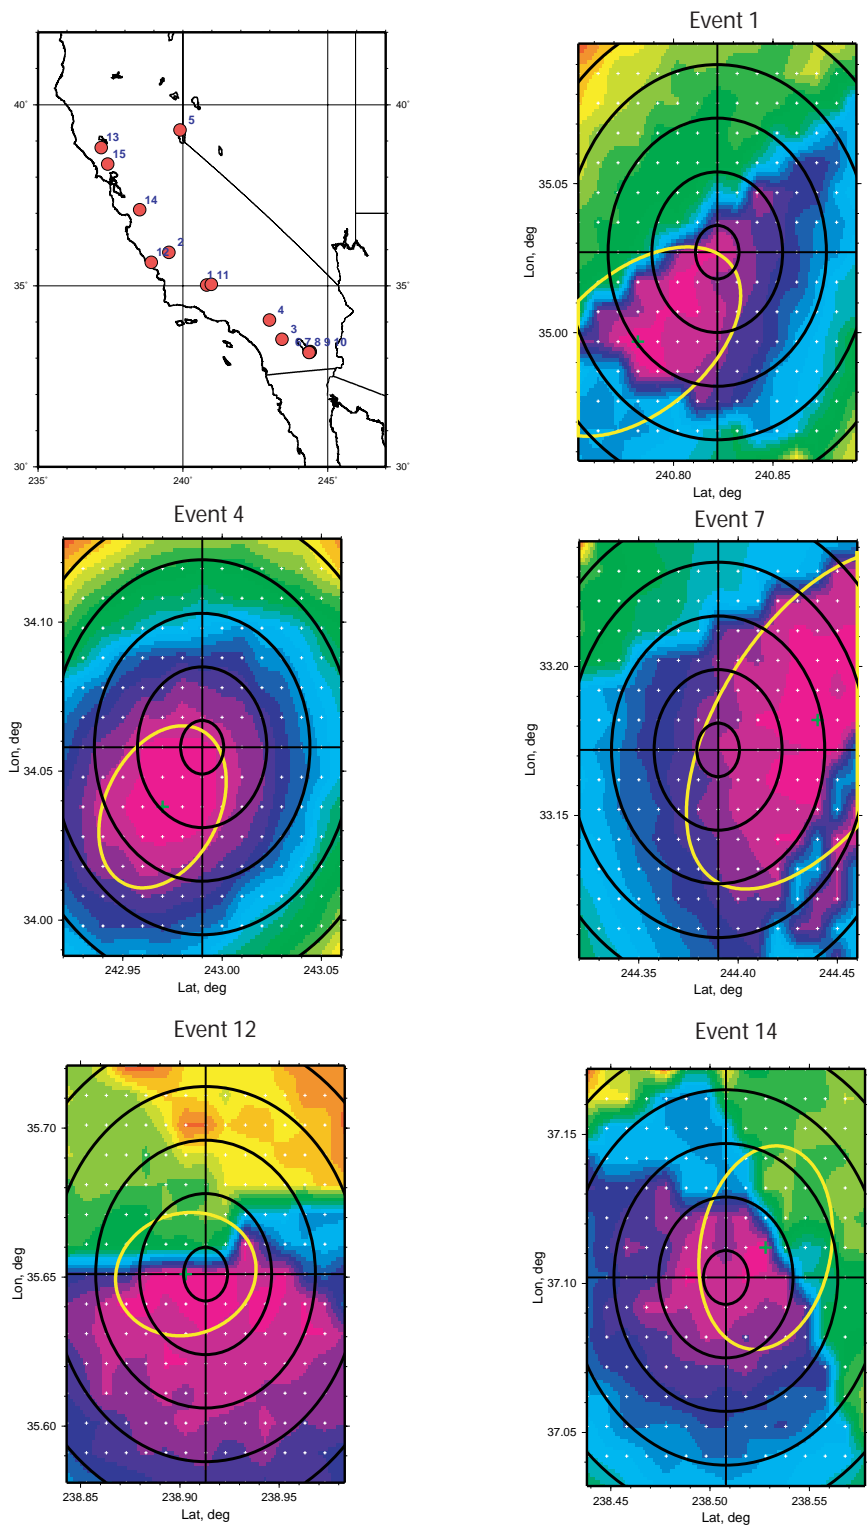 Event 1
40˚
40˚
35˚
35˚
30˚
30˚
235˚
240˚
245˚
5
13
15
14
2
12
1 11
4
3
6 7 8 9 10
35.05
35.00
Lon, deg
240.80
240.85
Lat, deg
Event 4
34.10
34.05
34.00
Lon, deg
242.95
243.00
243.05
Lat, deg
Event 7
33.20
33.15
Lon, deg
244.35
244.40
244.45
Lat, deg
Event 12
35.70
35.65
35.60
Lon, deg
238.85
238.90
238.95
Lat, deg
Event 14
37.15
37.10
37.05
Lon, deg
238.45
238.50
238.55
Lat, deg